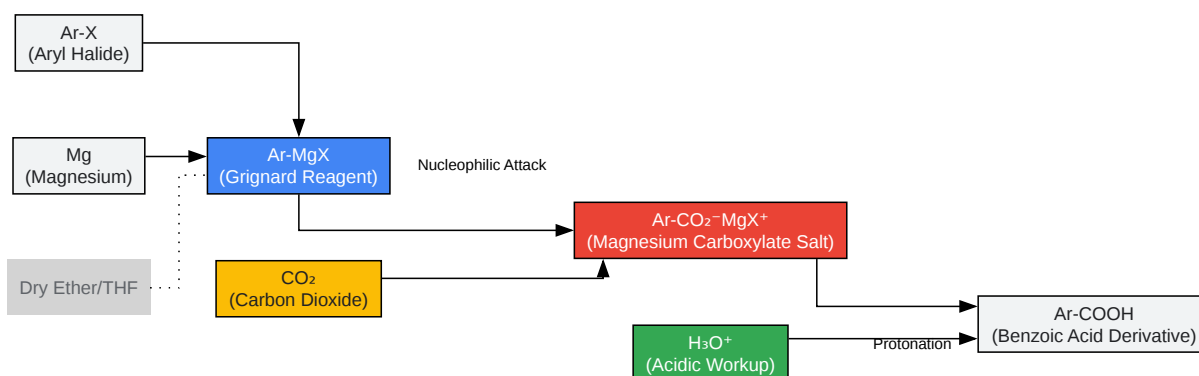 Ar-X
(Aryl Halide)
Mg
(Magnesium)
Ar-MgX
(Grignard Reagent)
Nucleophilic Attack
Ar-CO₂⁻MgX⁺
(Magnesium Carboxylate Salt)
Dry Ether/THF
CO₂
(Carbon Dioxide)
Ar-COOH
(Benzoic Acid Derivative)
H₃O⁺
(Acidic Workup)
Protonation